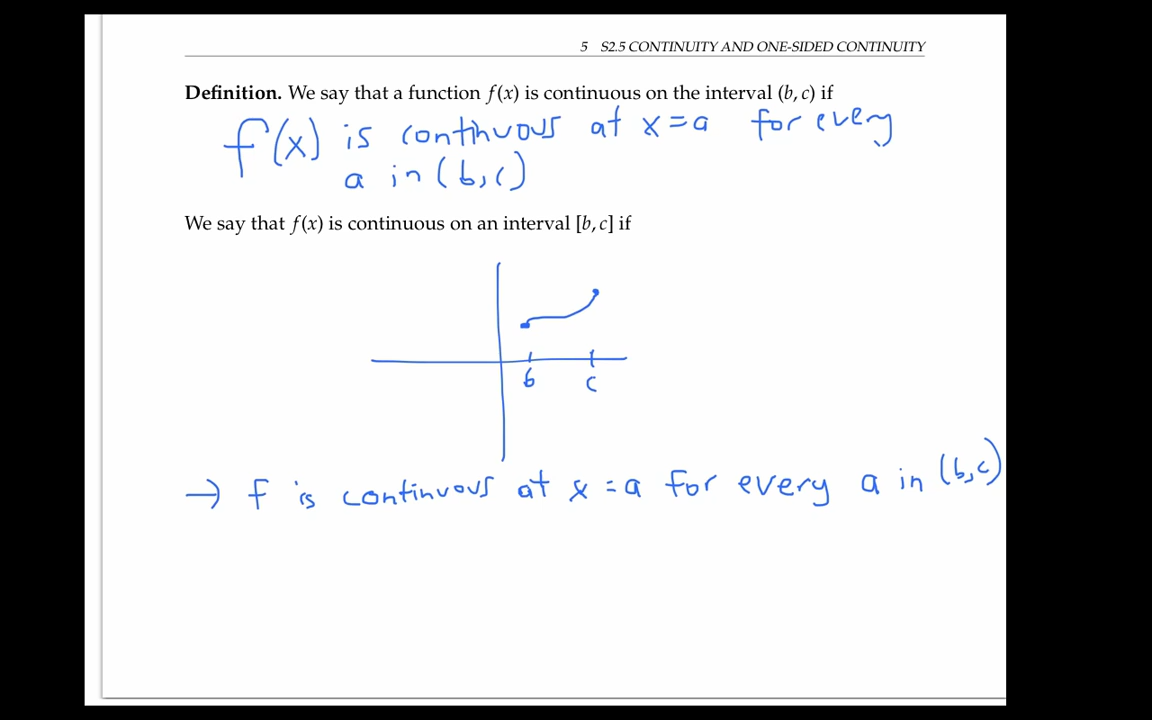 5 S2.5 CONTINUITY AND ONE-SIDED CONTINUITY
Definition. We say that a function f(x) is continuous on the interval (b, c) if
f(x) is continuous at x=a for every
a in (b,c)
We say that f(x) is continuous on an interval [b, c] if
b c
→ f is continuous at x=a for every a in (b,c)